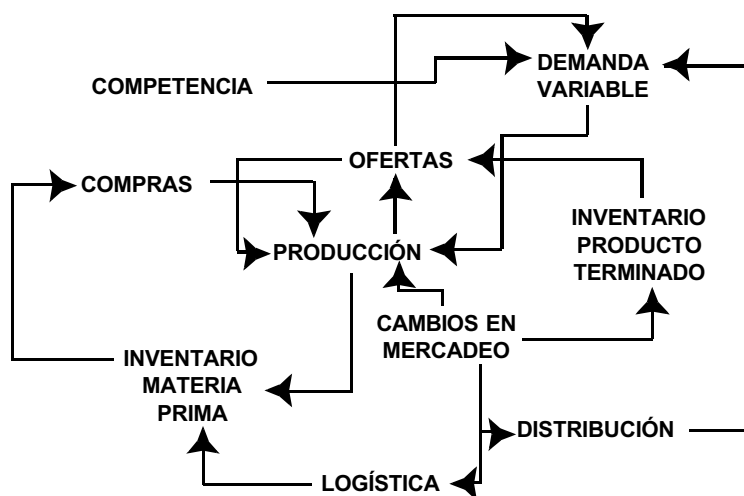 DEMANDA
VARIABLE
COMPETENCIA
OFERTAS
COMPRAS
INVENTARIO
PRODUCTO
TERMINADO
PRODUCCIÓN
CAMBIOS EN
MERCADEO
INVENTARIO
MATERIA
PRIMA
DISTRIBUCIÓN
LOGÍSTICA